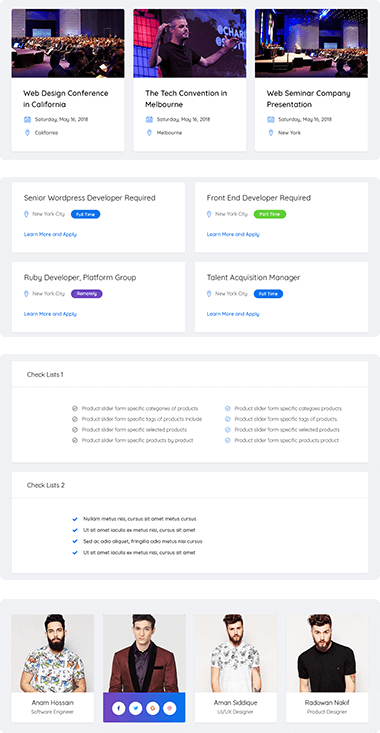 Web Design Conference
in California
Saturday, May 16, 2018
California
The Tech Convention in
Melbourne
Saturday, May 16, 2018
Melbourne
Web Seminar Company
Presentation
Saturday, May 16, 2018
New York
Senior Wordpress Developer Required
New York City Full Time
Learn More and Apply
Front End Developer Required
New York City Part Time
Learn More and Apply
Ruby Developer, Platform Group
New York City Remotely
Learn More and Apply
Talent Acquisition Manager
New York City Full Time
Learn More and Apply
Check Lists 1
Product slider form specific categories of products
Product slider form specific tags of products include
Product slider form specific selected products
Product slider form specific products by product
Product slider form specific categoies products
Product slider form specific tags of products.
Product slider form specific selected products
Product slider form specific products product
Check Lists 2
Nullam metus nisi, cursus sit amet metus cursus
Ut sit amet iaculis ex metus nisi, cursus sit amet
Sed ac odio aliquet, fringilla odio metus nisi cursus
Ut sit amet iaculis ex metus nisi, cursus sit amet
Anam Hossain
Software Engineer
Aman Siddique
UI/UX Designer
Radowan Nakif
Product Designer